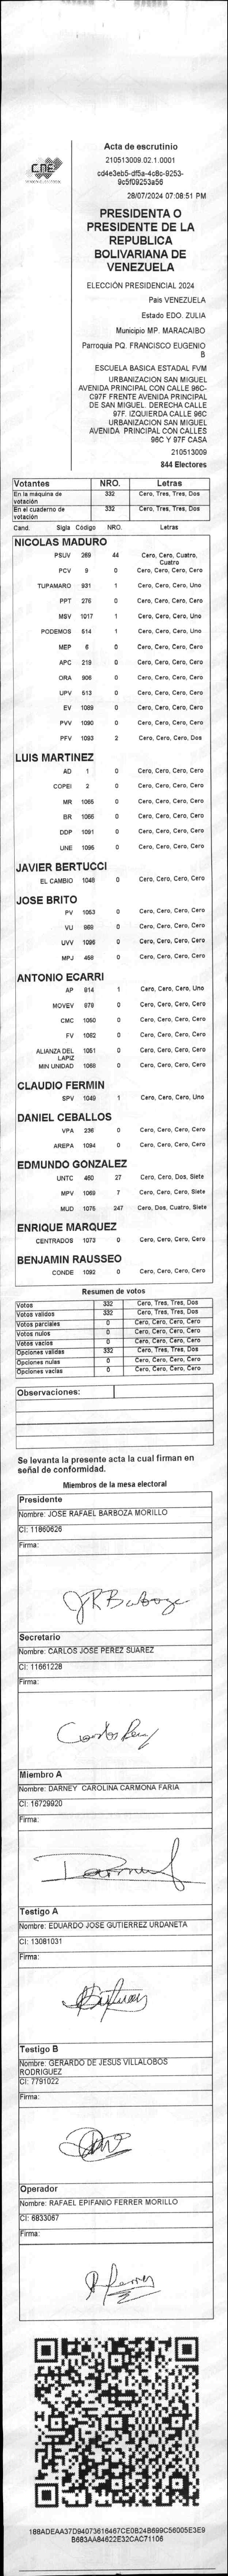 CNE
Acta de escrutinio
210513009.02.1.0001
cd4e3eb5-df5a-4c8c-9253-
9c5f09253a56
28/07/2024 07:08:51 PM
PRESIDENTA O
PRESIDENTE DE LA
REPUBLICA
BOLIVARIANA DE
VENEZUELA
ELECCIÓN PRESIDENCIAL 2024
Pais VENEZUELA
Estado EDO. ZULIA
Municipio MP. MARACAIBO
Parroquia PQ. FRANCISCO EUGENIO
B
ESCUELA BASICA ESTADAL FVM
URBANIZACION SAN MIGUEL
AVENIDA PRINCIPAL CON CALLE 96C-
C97F FRENTE AVENIDA PRINCIPAL
DE SAN MIGUEL DERECHA CALLE
97F. IZQUIERDA CALLE 96C
URBANIZACION SAN MIGUEL
AVENIDA PRINCIPAL CON CALLES
96C Y 97F CASA
210513009
844 Electores
Votantes NRO. Letras
En la máquina de votación 332 Cero, Tres, Tres, Dos
En el cuaderno de votación 332 Cero, Tres, Tres, Dos
Cand. Sigla Código NRO. Letras
NICOLAS MADURO
PSUV 269 44 Cero, Cero, Cuatro, Cuatro
PCV 9 0 Cero, Cero, Cero, Cero
TUPAMARO 931 1 Cero, Cero, Cero, Uno
PPT 276 0 Cero, Cero, Cero, Cero
MSV 1017 1 Cero, Cero, Cero, Uno
PODEMOS 514 1 Cero, Cero, Cero, Uno
MEP 6 0 Cero, Cero, Cero, Cero
APC 219 0 Cero, Cero, Cero, Cero
ORA 906 0 Cero, Cero, Cero, Cero
UPV 513 0 Cero, Cero, Cero, Cero
EV 1089 0 Cero, Cero, Cero, Cero
PVV 1090 0 Cero, Cero, Cero, Cero
PFV 1093 2 Cero, Cero, Cero, Dos
LUIS MARTINEZ
AD 1 0 Cero, Cero, Cero, Cero
COPEI 2 0 Cero, Cero, Cero, Cero
MR 1065 0 Cero, Cero, Cero, Cero
BR 1066 0 Cero, Cero, Cero, Cero
DDP 1091 0 Cero, Cero, Cero, Cero
UNE 1095 0 Cero, Cero, Cero, Cero
JAVIER BERTUCCI
EL CAMBIO 1048 0 Cero, Cero, Cero, Cero
JOSE BRITO
PV 1053 0 Cero, Cero, Cero, Cero
VU 868 0 Cero, Cero, Cero, Cero
UVV 1096 0 Cero, Cero, Cero, Cero
MPJ 458 0 Cero, Cero, Cero, Cero
ANTONIO ECARRI
AP 814 1 Cero, Cero, Cero, Uno
MOVEV 879 0 Cero, Cero, Cero, Cero
CMC 1050 0 Cero, Cero, Cero, Cero
FV 1062 0 Cero, Cero, Cero, Cero
ALIANZA DEL LAPIZ 1051 0 Cero, Cero, Cero, Cero
MIN UNIDAD 1068 0 Cero, Cero, Cero, Cero
CLAUDIO FERMIN
SPV 1049 1 Cero, Cero, Cero, Uno
DANIEL CEBALLOS
VPA 236 0 Cero, Cero, Cero, Cero
AREPA 1094 0 Cero, Cero, Cero, Cero
EDMUNDO GONZALEZ
UNTC 460 27 Cero, Cero, Dos, Siete
MPV 1069 7 Cero, Cero, Cero, Siete
MUD 1075 247 Cero, Dos, Cuatro, Siete
ENRIQUE MARQUEZ
CENTRADOS 1073 0 Cero, Cero, Cero, Cero
BENJAMIN RAUSSEO
CONDE 1092 0 Cero, Cero, Cero, Cero
Resumen de votos
Votos 332 Cero, Tres, Tres, Dos
Votos validos 332 Cero, Tres, Tres, Dos
Votos parciales 0 Cero, Cero, Cero, Cero
Votos nulos 0 Cero, Cero, Cero, Cero
Votos vacios 0 Cero, Cero, Cero, Cero
Opciones validas 332 Cero, Tres, Tres, Dos
Opciones nulas 0 Cero, Cero, Cero, Cero
Opciones vacias 0 Cero, Cero, Cero, Cero
Observaciones:
Se levanta la presente acta la cual firman en
señal de conformidad.
Miembros de la mesa electoral
Presidente
Nombre: JOSE RAFAEL BARBOZA MORILLO
CI: 11860626
Firma:
JRBarboza
Secretario
Nombre: CARLOS JOSE PEREZ SUAREZ
CI: 11661228
Firma:
Miembro A
Nombre: DARNEY CAROLINA CARMONA FARIA
CI: 16729920
Firma:
Testigo A
Nombre: EDUARDO JOSE GUTIERREZ URDANETA
CI: 13081031
Firma:
Testigo B
Nombre: GERARDO DE JESUS VILLALOBOS
RODRIGUEZ
CI: 7791022
Firma:
Operador
Nombre: RAFAEL EPIFANIO FERRER MORILLO
CI: 6833067
Firma:
188ADEAA37D94073616467CE0B24B699C56005E3E9
B683AA84622E32CAC71106